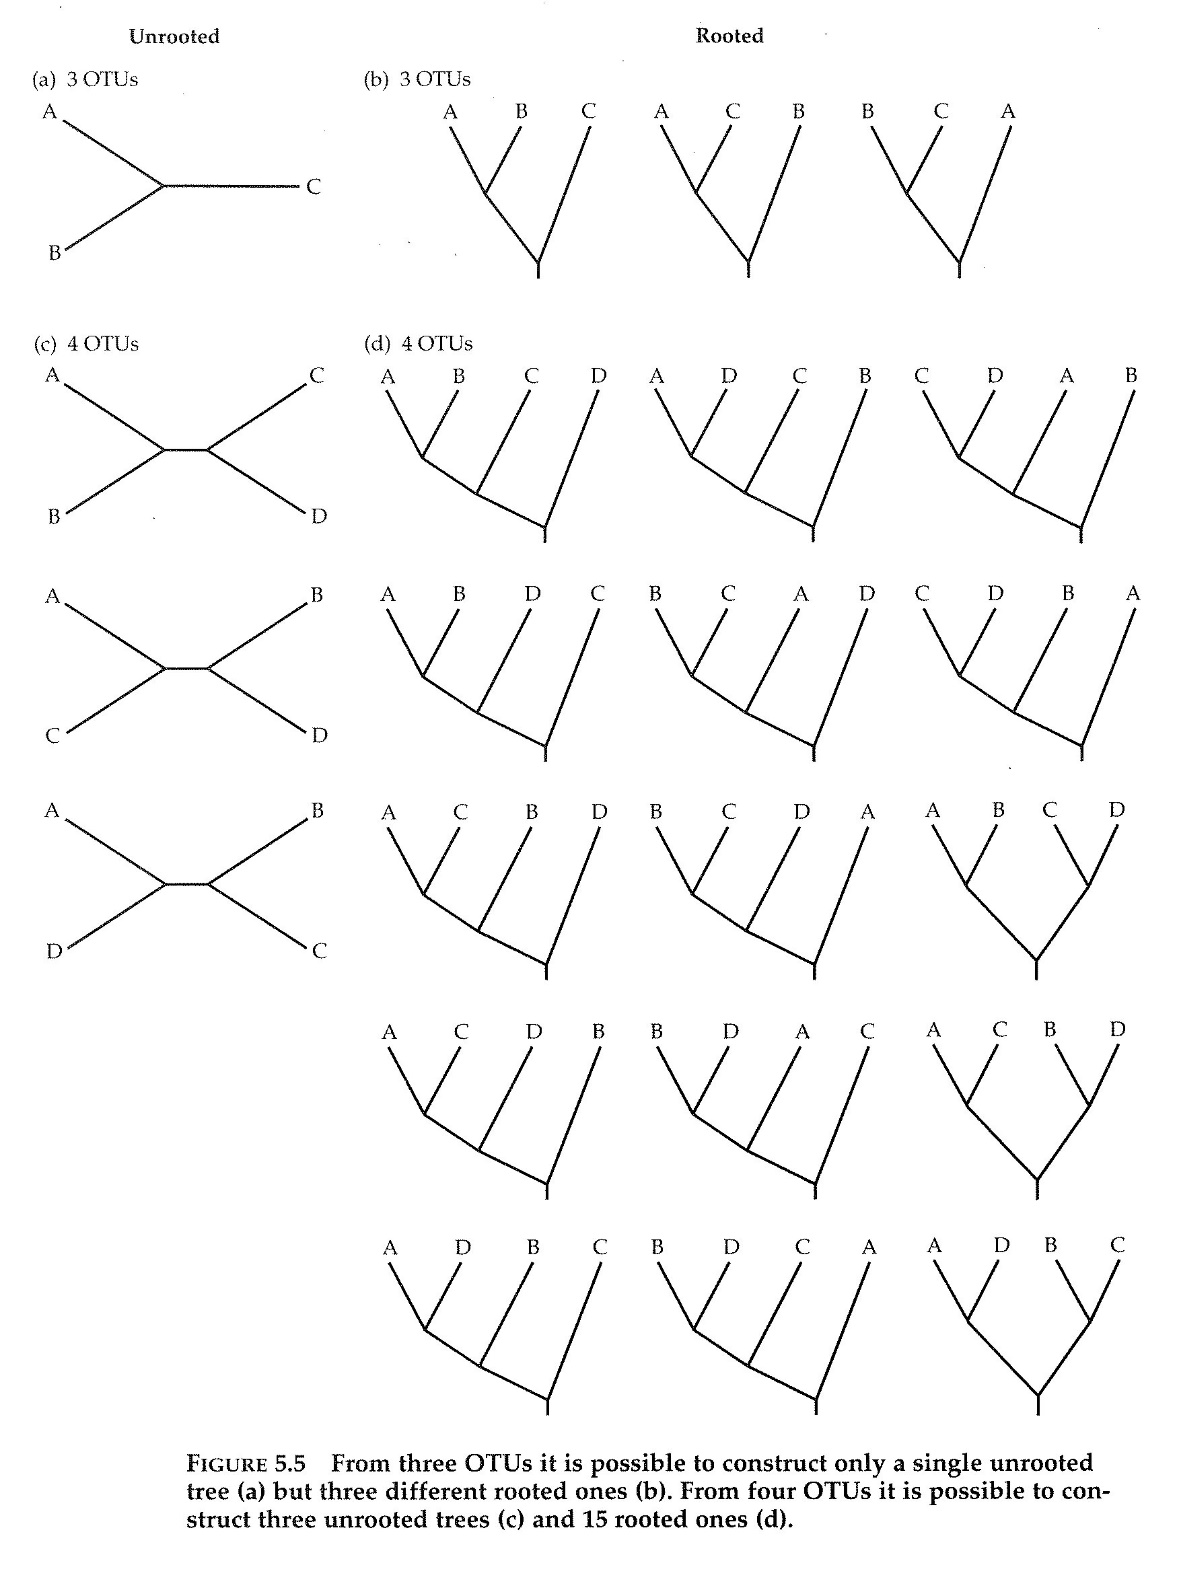 Unrooted Rooted
(a) 3 OTUs (b) 3 OTUs
A A B C A C B B C A
C
B
(c) 4 OTUs (d) 4 OTUs
A C A B C D A D C B C D A B
B D
A B A B D C B C A D C D B A
C D
A B A C B D B C D A A B C D
D C
A C D B B D A C A C B D
A D B C B D C A A D B C
FIGURE 5.5 From three OTUs it is possible to construct only a single unrooted
tree (a) but three different rooted ones (b). From four OTUs it is possible to con-
struct three unrooted trees (c) and 15 rooted ones (d).